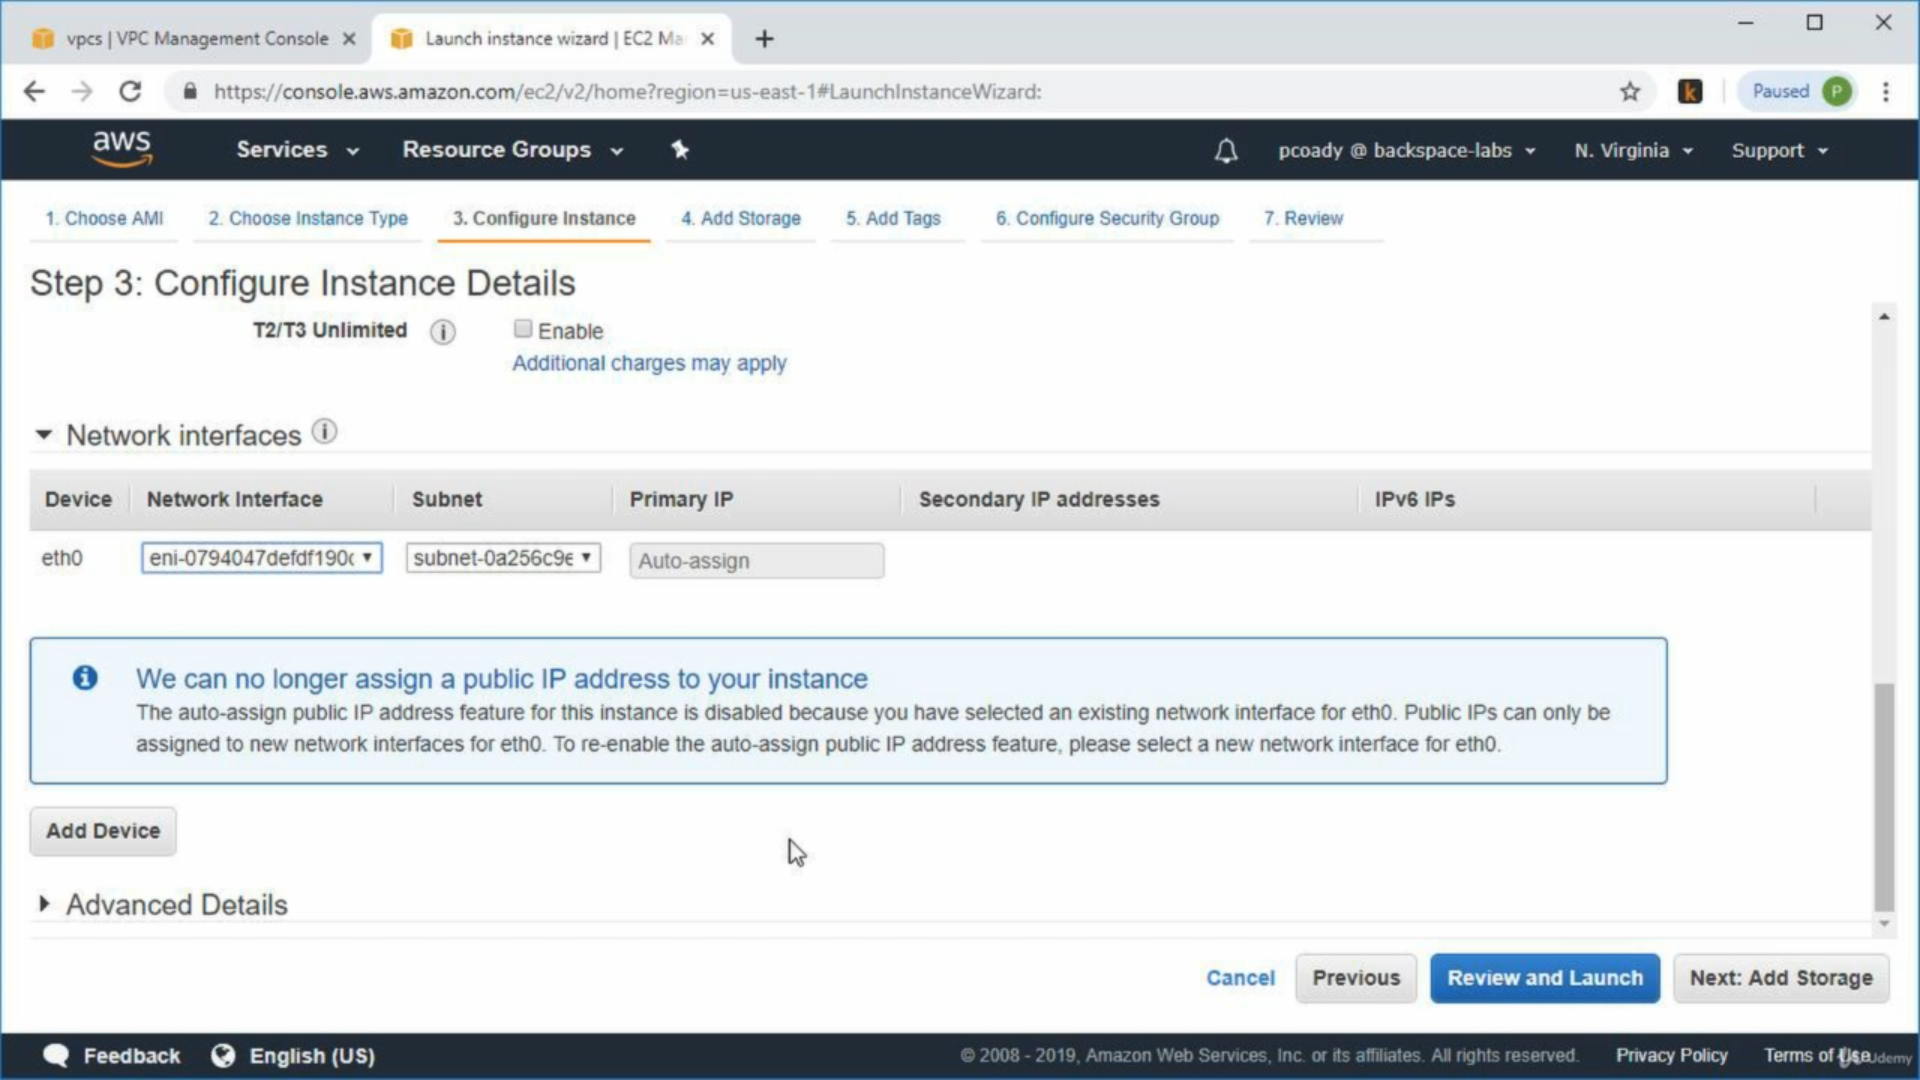 vpcs | VPC Management Console
Launch instance wizard | EC2 Ma
https://console.aws.amazon.com/ec2/v2/home?region=us-east-1#LaunchInstanceWizard:
k
Paused P
aws Services Resource Groups pcoady @ backspace-labs N. Virginia Support
1. Choose AMI 2. Choose Instance Type 3. Configure Instance 4. Add Storage 5. Add Tags 6. Configure Security Group 7. Review
Step 3: Configure Instance Details
T2/T3 Unlimited i Enable
Additional charges may apply
Network interfaces i
Device Network Interface Subnet Primary IP Secondary IP addresses IPv6 IPs
eth0 eni-0794047defdf190c subnet-0a256c9e Auto-assign
We can no longer assign a public IP address to your instance
The auto-assign public IP address feature for this instance is disabled because you have selected an existing network interface for eth0. Public IPs can only be
assigned to new network interfaces for eth0. To re-enable the auto-assign public IP address feature, please select a new network interface for eth0.
Add Device
Advanced Details
Cancel Previous Review and Launch Next: Add Storage
Feedback English (US) © 2008 - 2019, Amazon Web Services, Inc. or its affiliates. All rights reserved. Privacy Policy Terms of Use
Udemy